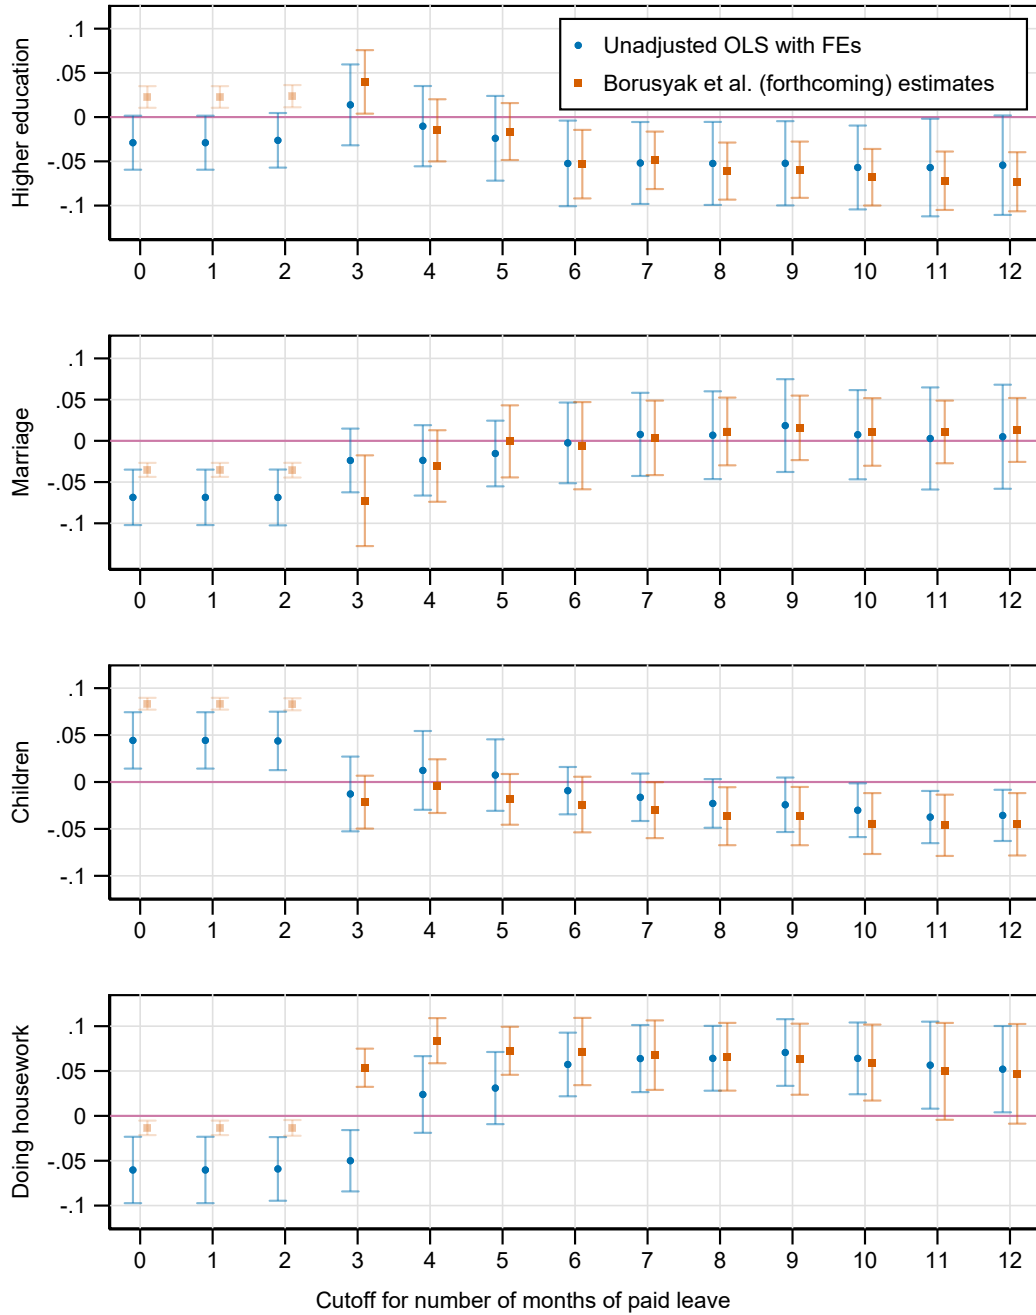 Higher education
.1
.05
0
-.05
-.1
Unadjusted OLS with FEs
Borusyak et al. (forthcoming) estimates
0 1 2 3 4 5 6 7 8 9 10 11 12
Marriage
.1
.05
0
-.05
-.1
0 1 2 3 4 5 6 7 8 9 10 11 12
Children
.1
.05
0
-.05
-.1
0 1 2 3 4 5 6 7 8 9 10 11 12
Doing housework
.1
.05
0
-.05
-.1
0 1 2 3 4 5 6 7 8 9 10 11 12
Cutoff for number of months of paid leave